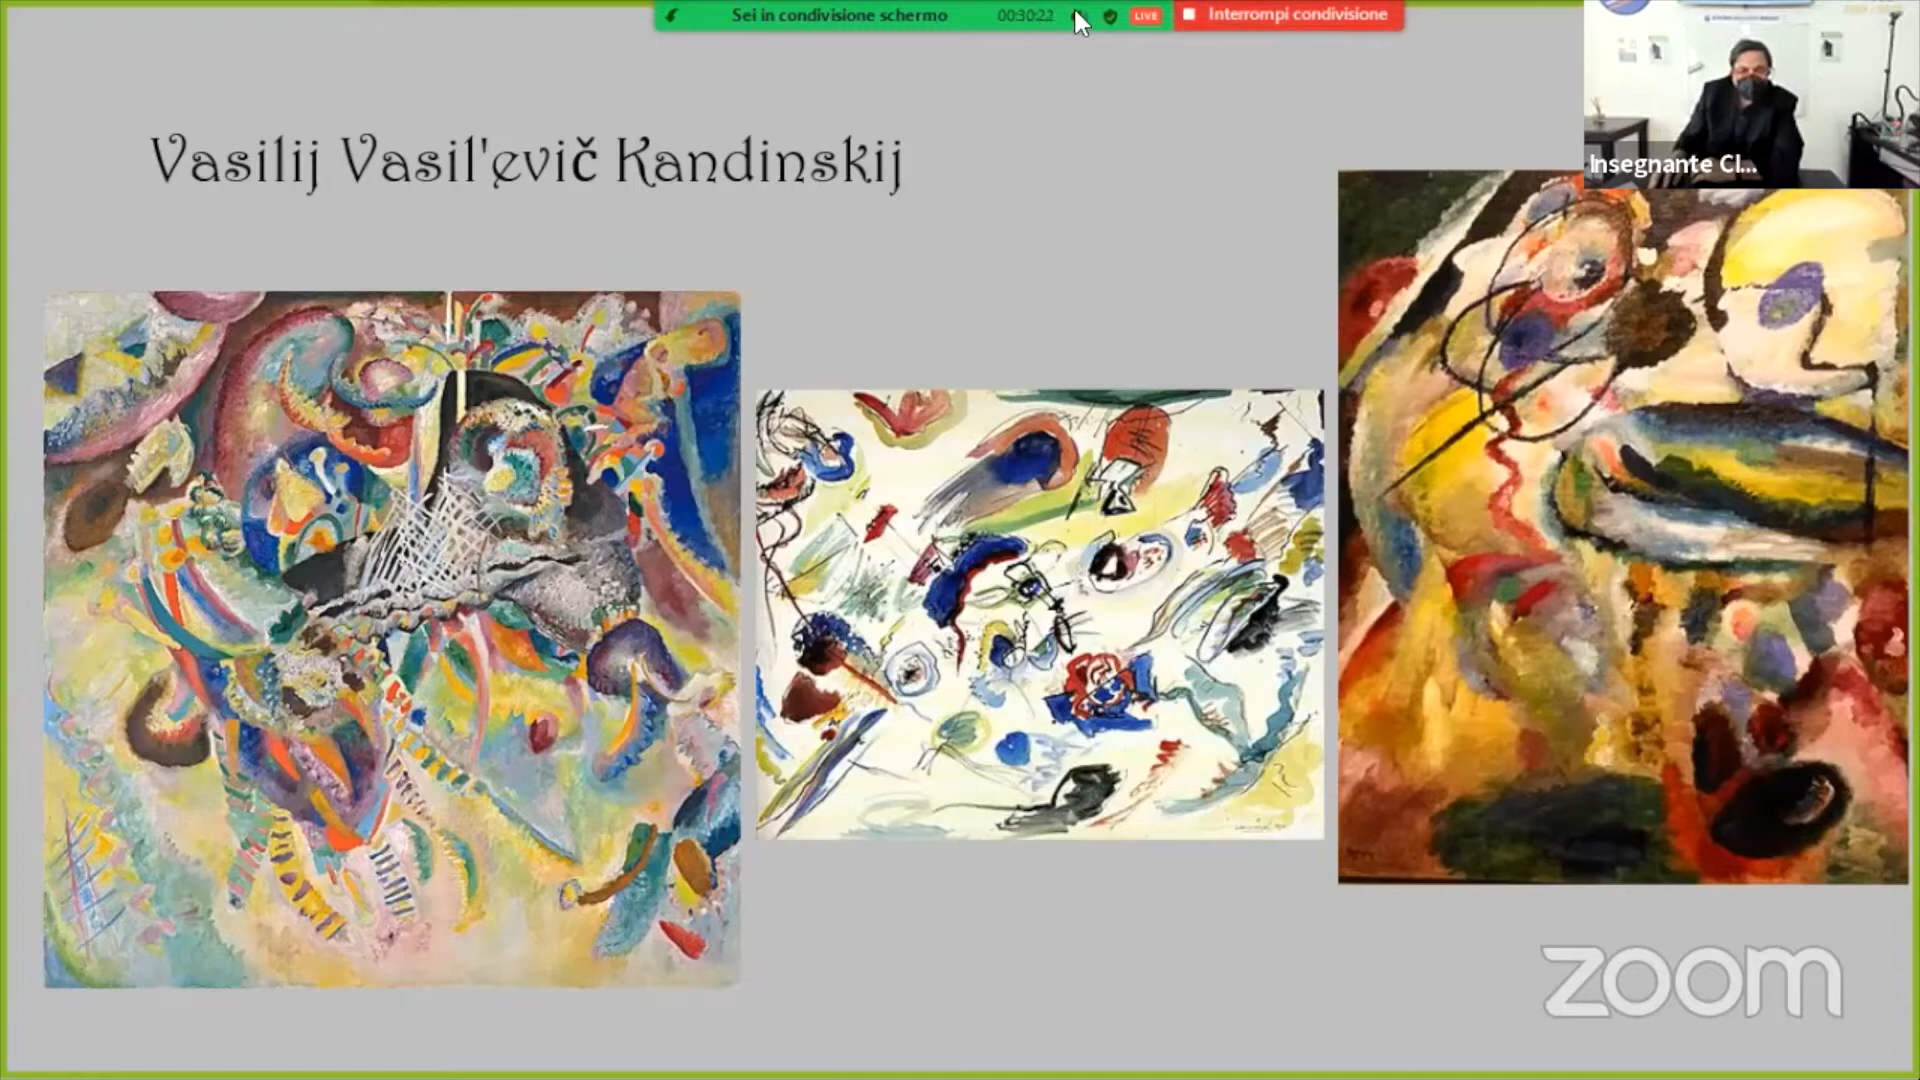 Sei in condivisione schermo 00:30:22 LIVE Interrompi condivisione
Insegnante Cl...
Vasilij Vasil'evič Kandinskij
zoom